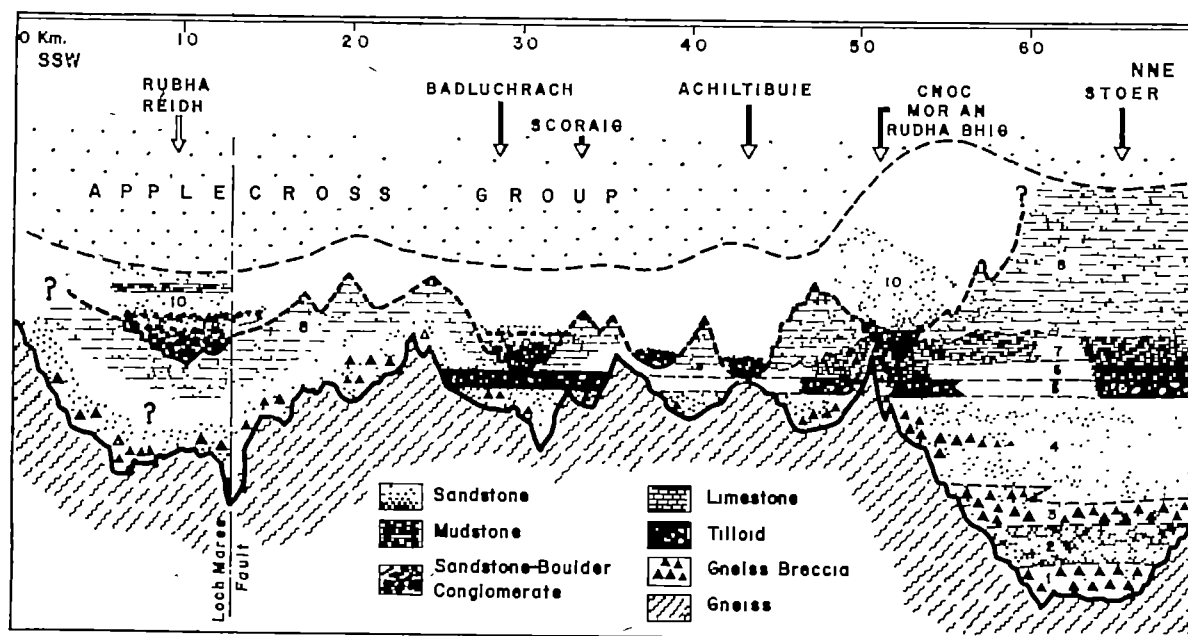 0 Km. 10 20 30 40 50 60
SSW
NNE
RUBHA
RÉIDH
BADLUCHRACH
SCORAIG
ACHILTIBUIE
CNOC
MOR AN
RUDHA BHIG
STOER
APPLECROSS GROUP
?
?
?
10
8
10
8
7
6
5
4
3
2
1
Loch Maree
Fault
Sandstone
Mudstone
Sandstone-Boulder
Conglomerate
Limestone
Tilloid
Gneiss Breccia
Gneiss